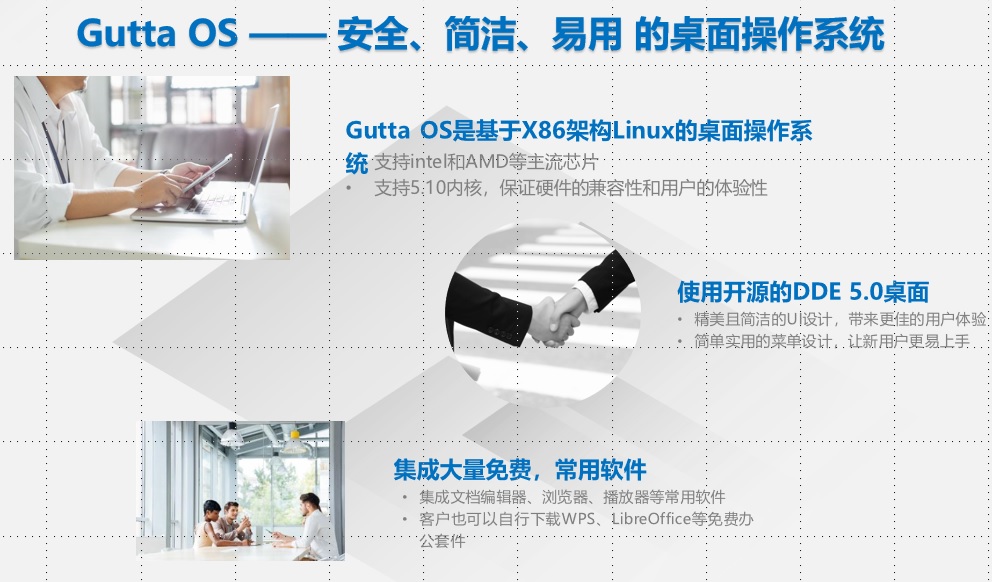 Gutta OS —— 安全、简洁、易用 的桌面操作系统
Gutta OS是基于X86架构Linux的桌面操作系
统
支持intel和AMD等主流芯片
• 支持5.10内核，保证硬件的兼容性和用户的体验性
使用开源的DDE 5.0桌面
• 精美且简洁的UI设计，带来更佳的用户体验
• 简单实用的菜单设计，让新用户更易上手
集成大量免费，常用软件
• 集成文档编辑器、浏览器、播放器等常用软件
• 客户也可以自行下载WPS、LibreOffice等免费办
公套件